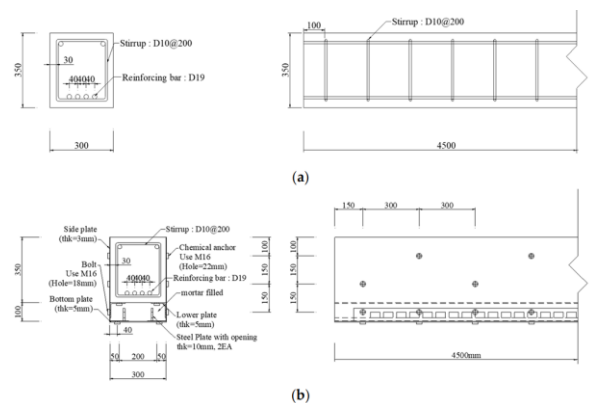 100
350
30
404040
Stirrup : D10@200
Reinforcing bar : D19
350
300
4500
(a)
Side plate
(thk=3mm)
Bolt
Use M16
(Hole=18mm)
Bottom plate
(thk=5mm)
350
100
30
404040
40
50
200
50
300
Stirrup : D10@200
Chemical anchor
Use M16
(Hole=22mm)
Reinforcing bar : D19
mortar filled
Lower plate
(thk=5mm)
Steel Plate with opening
thk=10mm, 2EA
100
150
150
150
300
300
100
150
150
4500mm
(b)